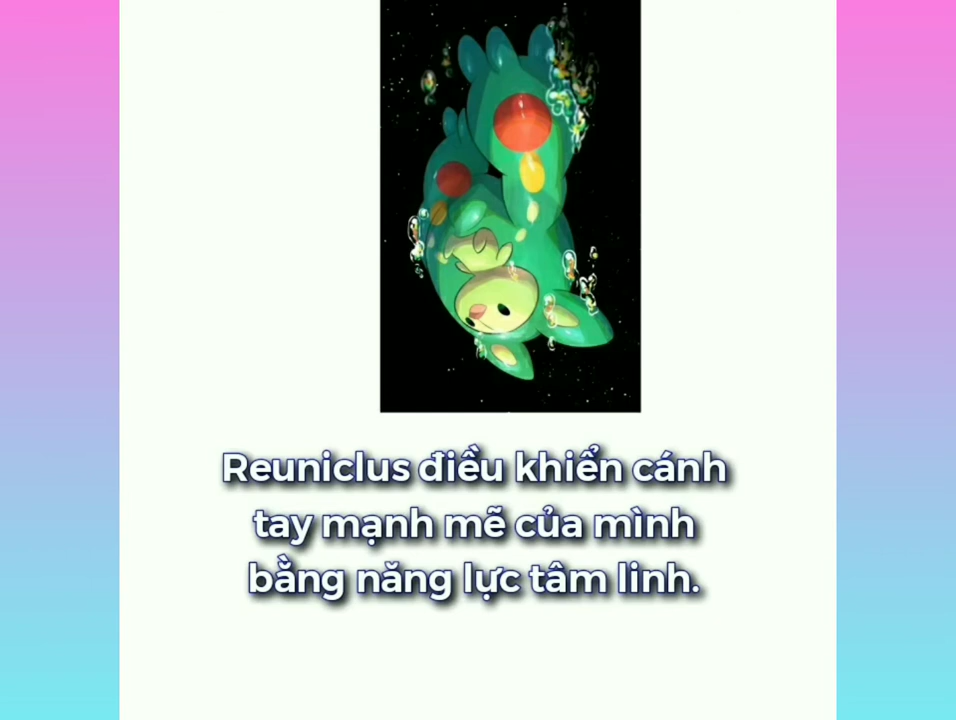 Reuniclus điều khiển cánh
tay mạnh mẽ của mình
bằng năng lực tâm linh.